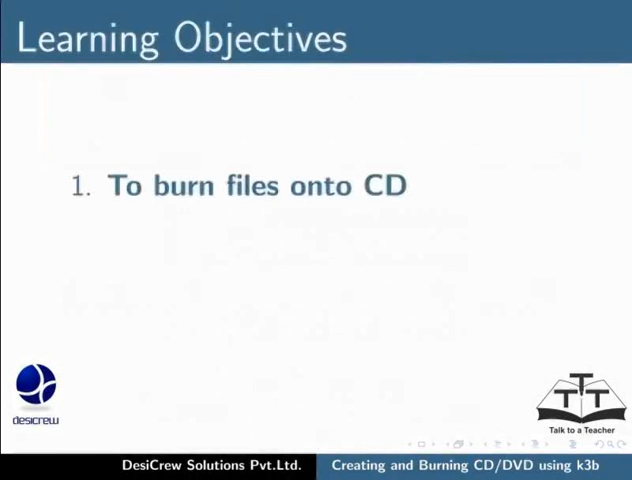 Learning Objectives
1. To burn files onto CD
desicrew
Talk to a Teacher
DesiCrew Solutions Pvt.Ltd. Creating and Burning CD/DVD using k3b